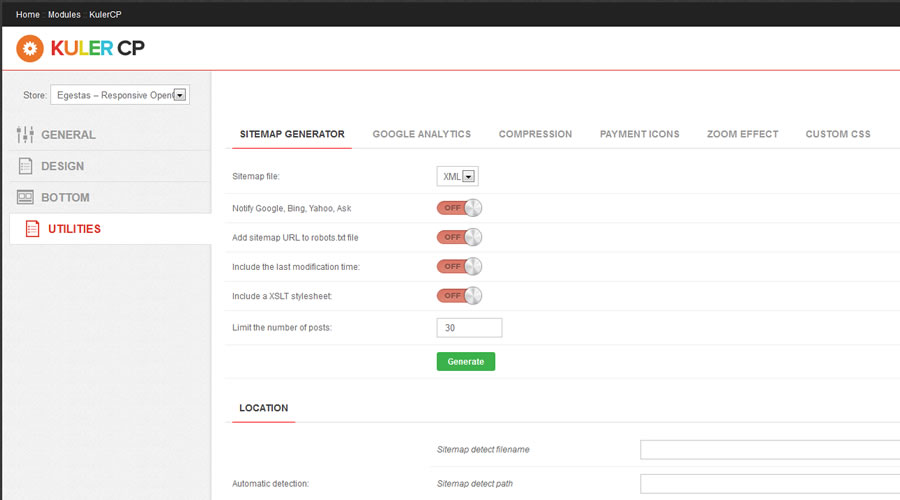 Home :: Modules :: KulerCP
KULER CP
Store: Egestas – Responsive Open
GENERAL
DESIGN
BOTTOM
UTILITIES
SITEMAP GENERATOR GOOGLE ANALYTICS COMPRESSION PAYMENT ICONS ZOOM EFFECT CUSTOM CSS
Sitemap file: XML
Notify Google, Bing, Yahoo, Ask OFF
Add sitemap URL to robots.txt file OFF
Include the last modification time: OFF
Include a XSLT stylesheet: OFF
Limit the number of posts: 30
Generate
LOCATION
Sitemap detect filename
Automatic detection: Sitemap detect path